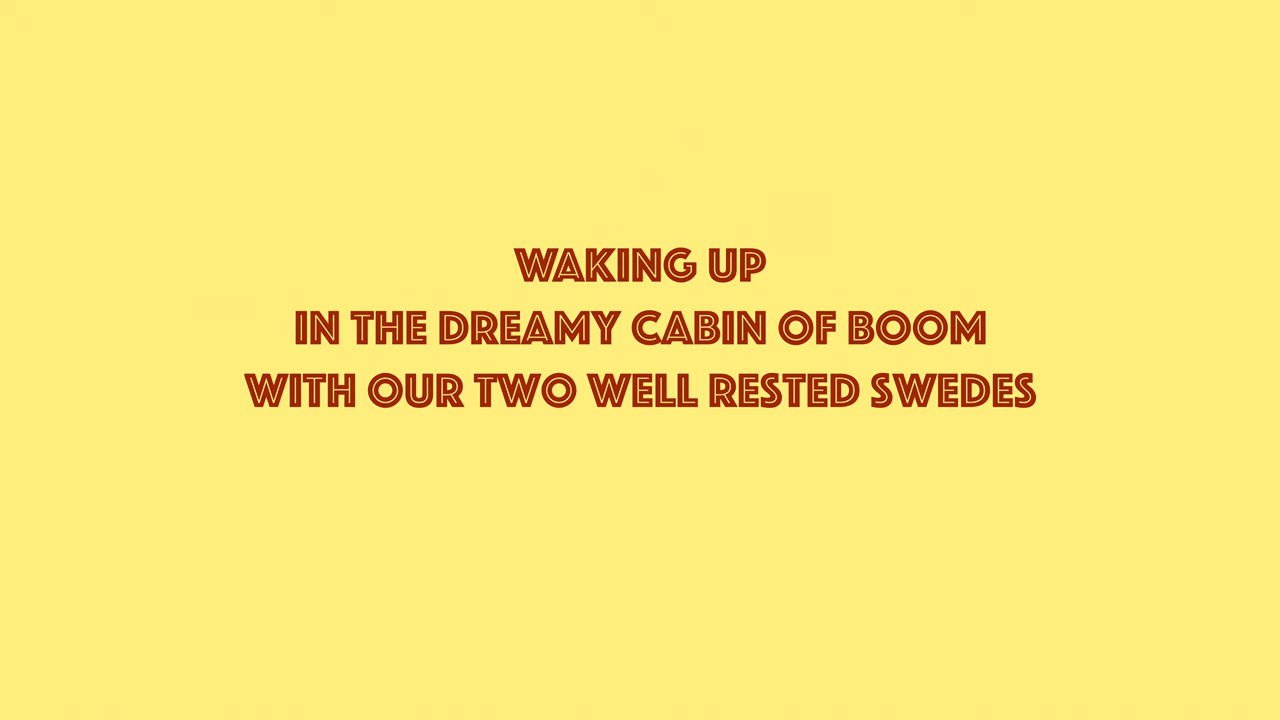 WAKING UP
IN THE DREAMY CABIN OF BOOM
WITH OUR TWO WELL RESTED SWEDES